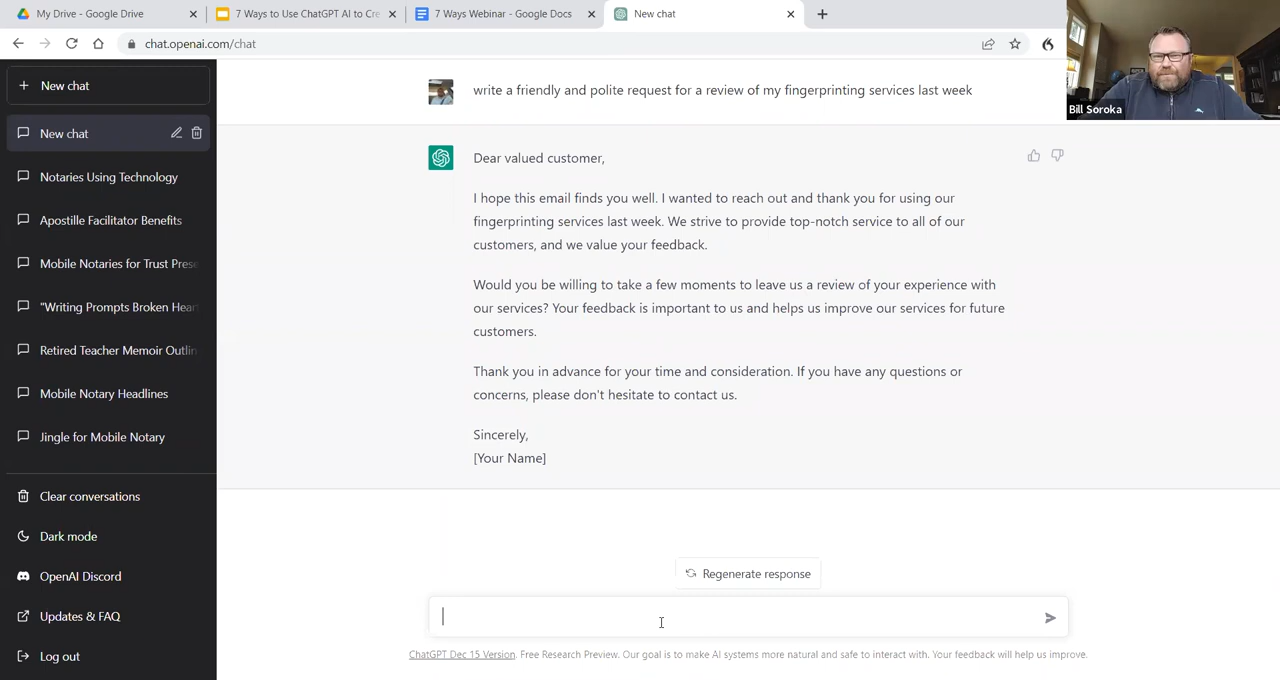 My Drive - Google Drive
7 Ways to Use ChatGPT AI to Cre
7 Ways Webinar - Google Docs
New chat
chat.openai.com/chat
Bill Soroka
New chat
New chat
Notaries Using Technology
Apostille Facilitator Benefits
Mobile Notaries for Trust Prese
"Writing Prompts Broken Hear
Retired Teacher Memoir Outlin
Mobile Notary Headlines
Jingle for Mobile Notary
Clear conversations
Dark mode
OpenAI Discord
Updates & FAQ
Log out
write a friendly and polite request for a review of my fingerprinting services last week
Dear valued customer,
I hope this email finds you well. I wanted to reach out and thank you for using our
fingerprinting services last week. We strive to provide top-notch service to all of our
customers, and we value your feedback.
Would you be willing to take a few moments to leave us a review of your experience with
our services? Your feedback is important to us and helps us improve our services for future
customers.
Thank you in advance for your time and consideration. If you have any questions or
concerns, please don't hesitate to contact us.
Sincerely,
[Your Name]
Regenerate response
ChatGPT Dec 15 Version. Free Research Preview. Our goal is to make AI systems more natural and safe to interact with. Your feedback will help us improve.